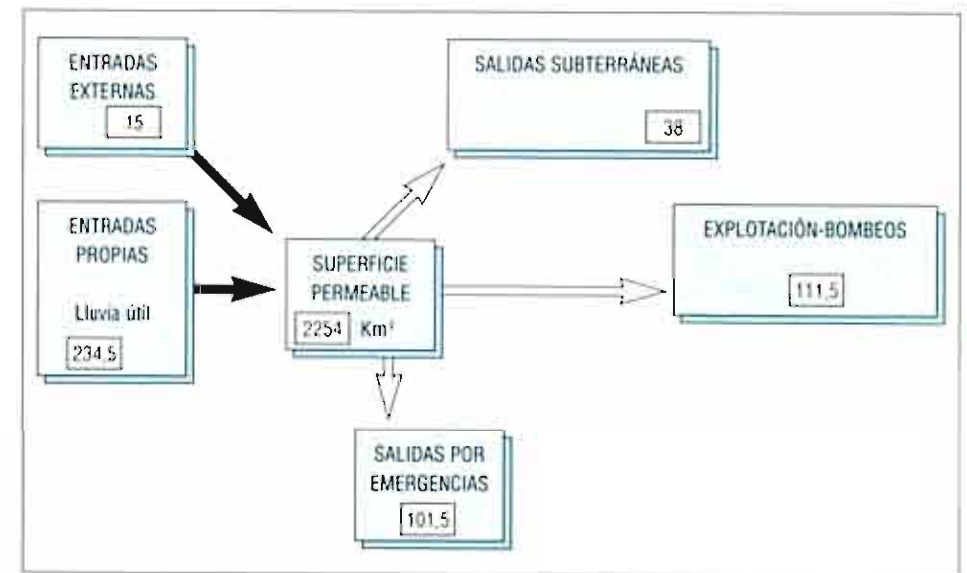 ENTRADAS
EXTERNAS
15
SALIDAS SUBTERRÁNEAS
38
ENTRADAS
PROPIAS
Lluvia útil
234,5
SUPERFICIE
PERMEABLE
2254 Km²
EXPLOTACIÓN-BOMBEOS
111,5
SALIDAS POR
EMERGENCIAS
101,5